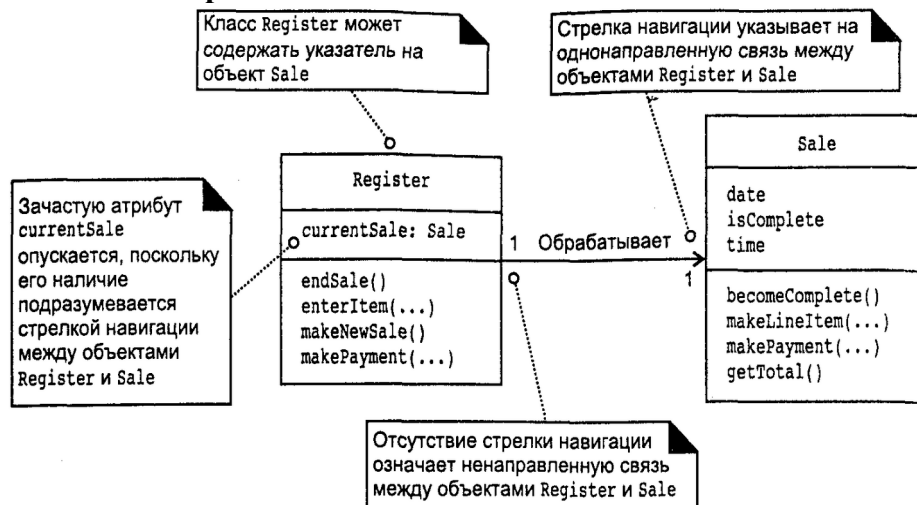 Класс Register может
содержать указатель на
объект Sale
Стрелка навигации указывает на
однонаправленную связь между
объектами Register и Sale
Зачастую атрибут
currentSale
опускается, поскольку
его наличие
подразумевается
стрелкой навигации
между объектами
Register и Sale
Register
currentSale: Sale
endSale()
enterItem(...)
makeNewSale()
makePayment(...)
1 Обрабатывает
1
Sale
date
isComplete
time
becomeComplete()
makeLineItem(...)
makePayment(...)
getTotal()
Отсутствие стрелки навигации
означает ненаправленную связь
между объектами Register и Sale